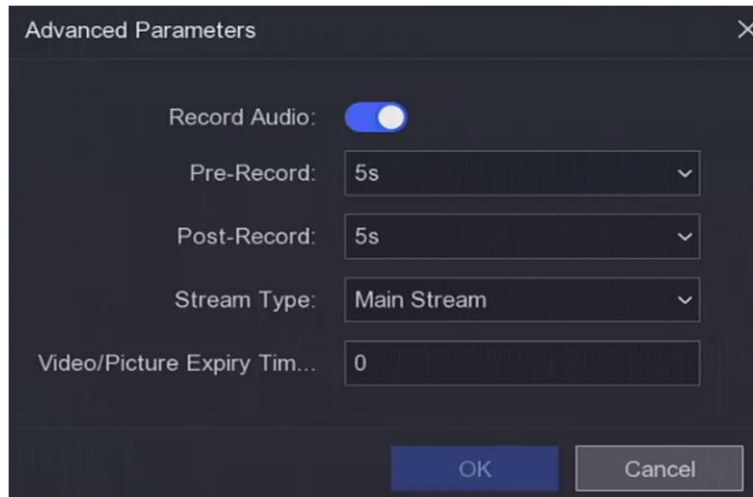 Advanced Parameters
Record Audio:
Pre-Record: 5s
Post-Record: 5s
Stream Type: Main Stream
Video/Picture Expiry Tim... 0
OK Cancel